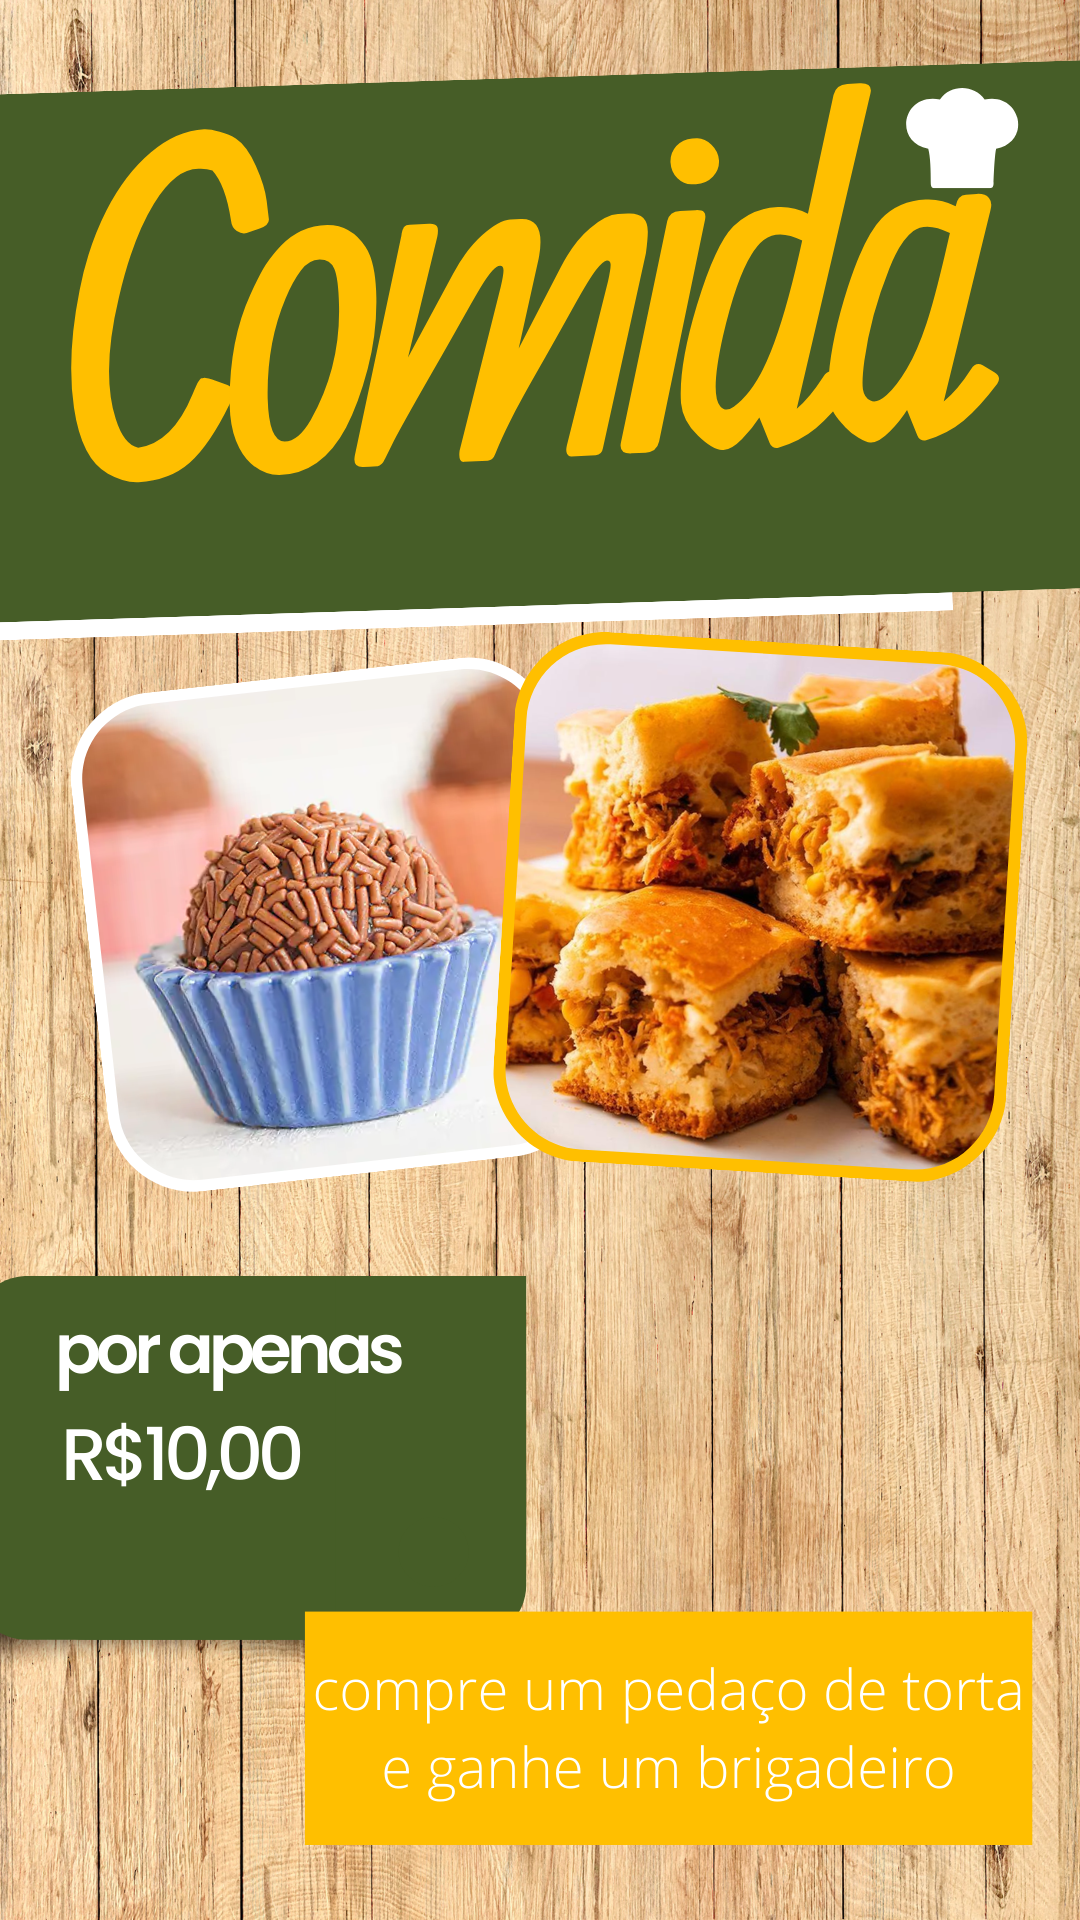 Comida
por apenas
R$10,00
compre um pedaço de torta
e ganhe um brigadeiro